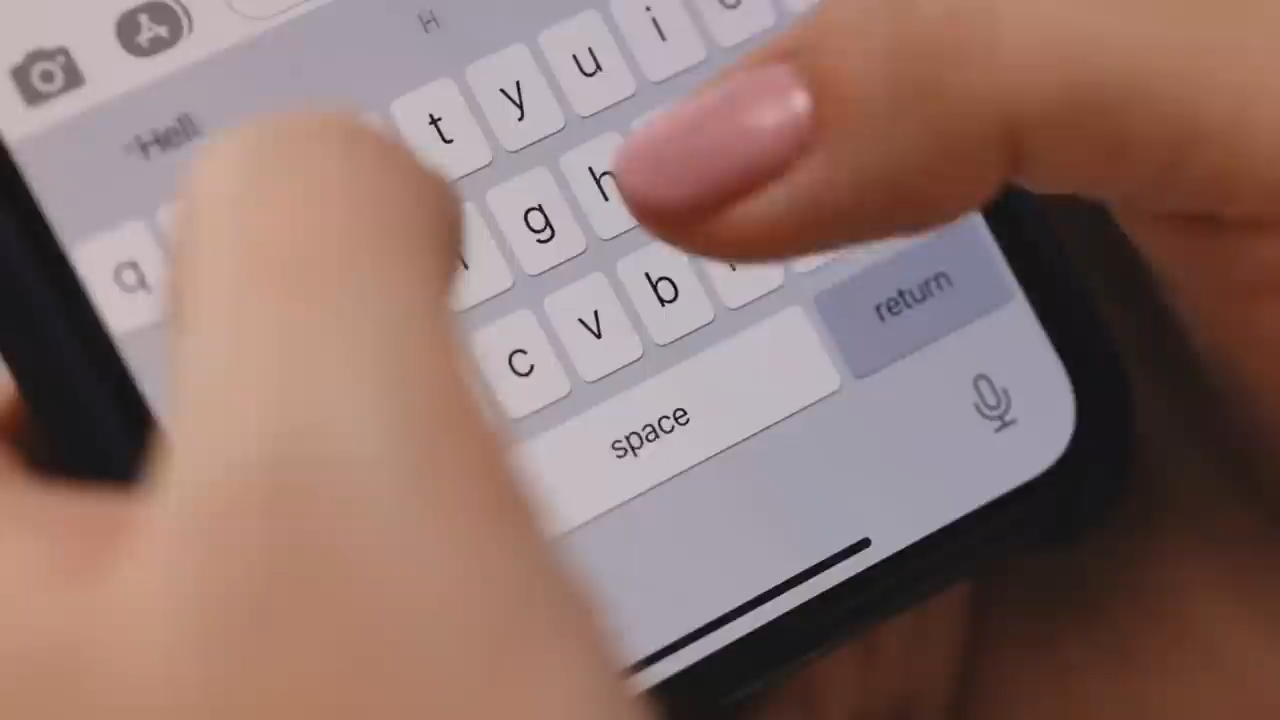 H
"Hell
t y u i
q g h
c v b
space return